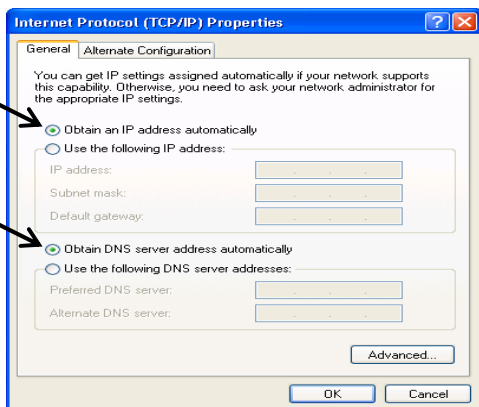 Internet Protocol (TCP/IP) Properties
General
Alternate Configuration
You can get IP settings assigned automatically if your network supports
this capability. Otherwise, you need to ask your network administrator for
the appropriate IP settings.
Obtain an IP address automatically
Use the following IP address:
IP address:
Subnet mask:
Default gateway:
Obtain DNS server address automatically
Use the following DNS server addresses:
Preferred DNS server:
Alternate DNS server:
Advanced...
OK
Cancel